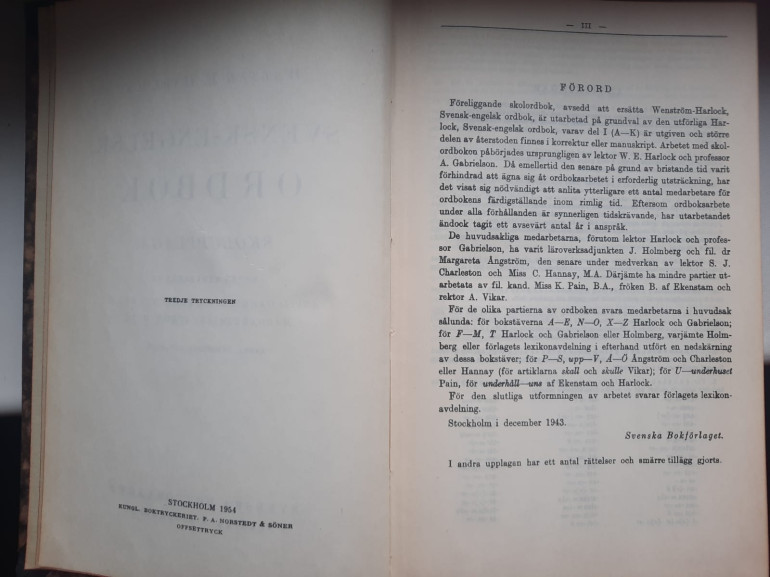 TREDJE TRYCKNINGEN
STOCKHOLM 1954
KUNGL. BOKTRYCKERIET. P. A. NORSTEDT & SÖNER
OFFSETTRYCK
— III —
FÖRORD
Föreliggande skolordbok, avsedd att ersätta Wenström-Harlock,
Svensk-engelsk ordbok, är utarbetad på grundval av den utförliga Har-
lock, Svensk-engelsk ordbok, varav del I (A—K) är utgiven och större
delen av återstoden finnes i korrektur eller manuskript. Arbetet med skol-
ordboken påbörjades ursprungligen av lektor W. E. Harlock och professor
A. Gabrielson. Då emellertid den senare på grund av bristande tid varit
förhindrad att ägna sig åt ordboksarbetet i erforderlig utsträckning, har
det visat sig nödvändigt att anlita ytterligare ett antal medarbetare för
ordbokens färdigställande inom rimlig tid. Eftersom ordboksarbete
under alla förhållanden är synnerligen tidskrävande, har utarbetandet
ändock tagit ett avsevärt antal år i anspråk.
De huvudsakliga medarbetarna, förutom lektor Harlock och profes-
sor Gabrielson, ha varit läroverksadjunkten J. Holmberg och fil. dr
Margareta Ångström, den senare under medverkan av lektor S. J.
Charleston och Miss C. Hannay, M.A. Därjämte ha mindre partier ut-
arbetats av fil. kand. Miss K. Pain, B.A., fröken B. af Ekenstam och
rektor A. Vikar.
För de olika partierna av ordboken svara medarbetarna i huvudsak
sålunda: för bokstäverna A—E, N—O, X—Z Harlock och Gabrielson;
för F—M, T Harlock och Gabrielson eller Holmberg, varjämte Holm-
berg eller förlagets lexikonavdelning i efterhand utfört en nedskärning
av dessa bokstäver; för P—S, upp—V, Å—Ö Ångström och Charleston
eller Hannay (för artiklarna skall och skulle Vikar); för U—underhuset
Pain, för underhåll—uns af Ekenstam och Harlock.
För den slutliga utformningen av arbetet svarar förlagets lexikon-
avdelning.
Stockholm i december 1943.
Svenska Bokförlaget.
I andra upplagen har ett antal rättelser och smärre tillägg gjorts.